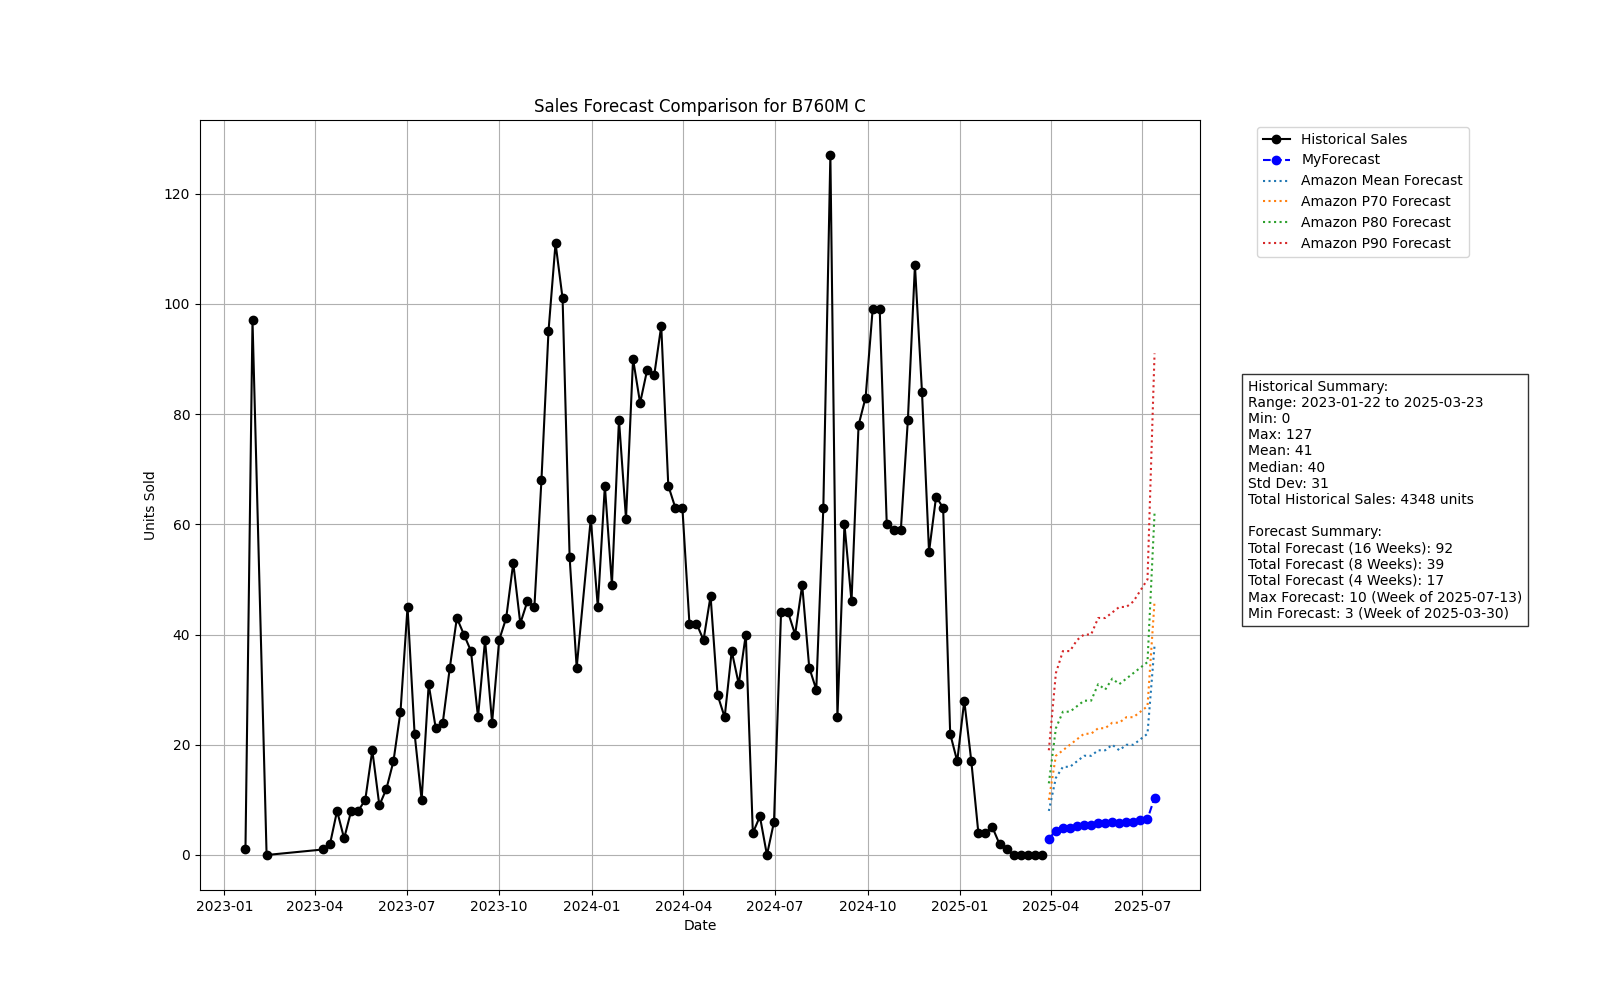 Sales Forecast Comparison for B760M C
Historical Sales
MyForecast
Amazon Mean Forecast
Amazon P70 Forecast
Amazon P80 Forecast
Amazon P90 Forecast
Units Sold
120
100
80
60
40
20
0
2023-01
2023-04
2023-07
2023-10
2024-01
2024-04
2024-07
2024-10
2025-01
2025-04
2025-07
Date
Historical Summary:
Range: 2023-01-22 to 2025-03-23
Min: 0
Max: 127
Mean: 41
Median: 40
Std Dev: 31
Total Historical Sales: 4348 units
Forecast Summary:
Total Forecast (16 Weeks): 92
Total Forecast (8 Weeks): 39
Total Forecast (4 Weeks): 17
Max Forecast: 10 (Week of 2025-07-13)
Min Forecast: 3 (Week of 2025-03-30)